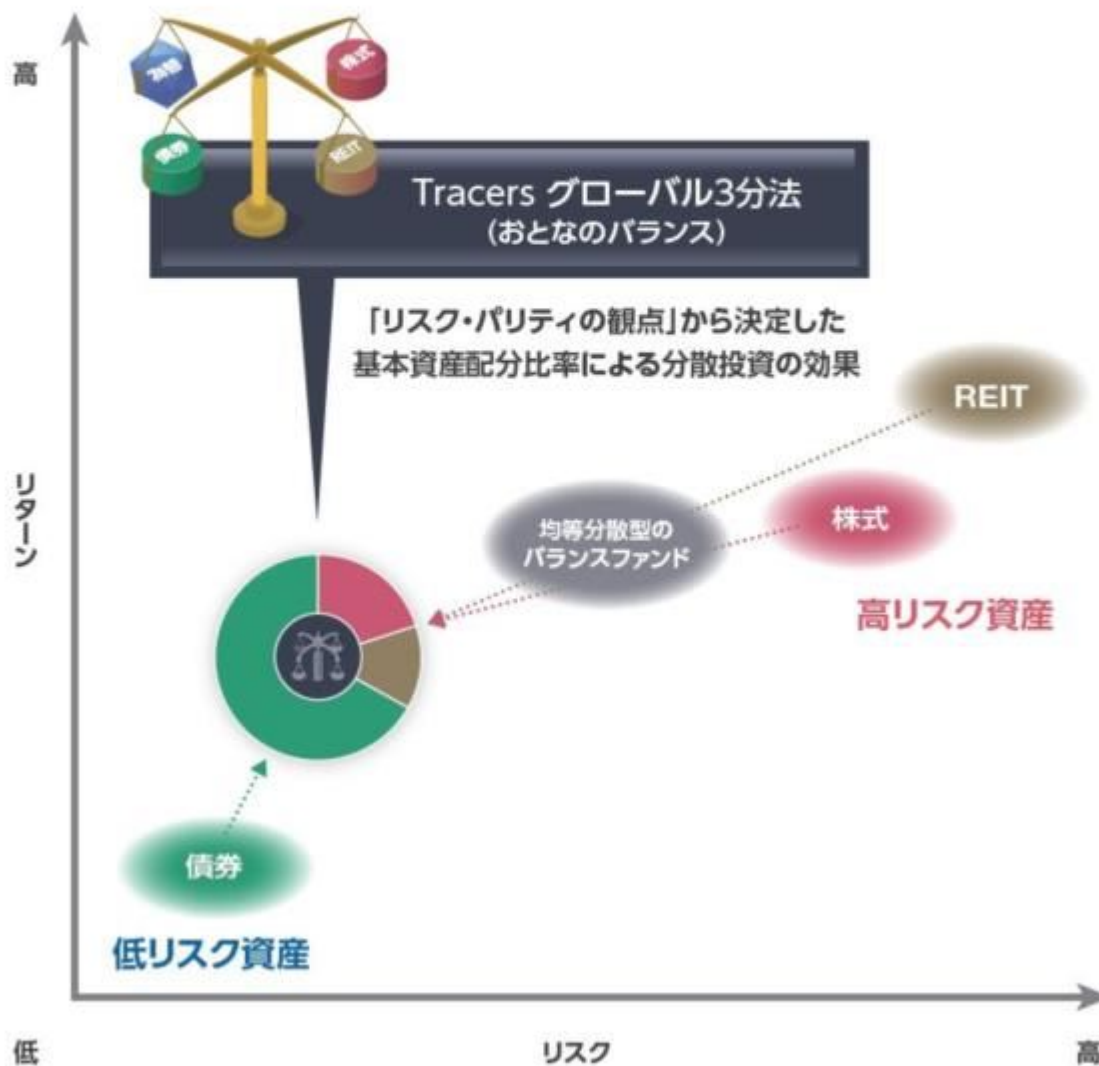 高
為替
株式
債券
REIT
Tracers グローバル3分法
(おとなのバランス)
「リスク・パリティの観点」から決定した
基本資産配分比率による分散投資の効果
REIT
リターン
均等分散型の
バランスファンド
株式
高リスク資産
債券
低リスク資産
低
リスク
高